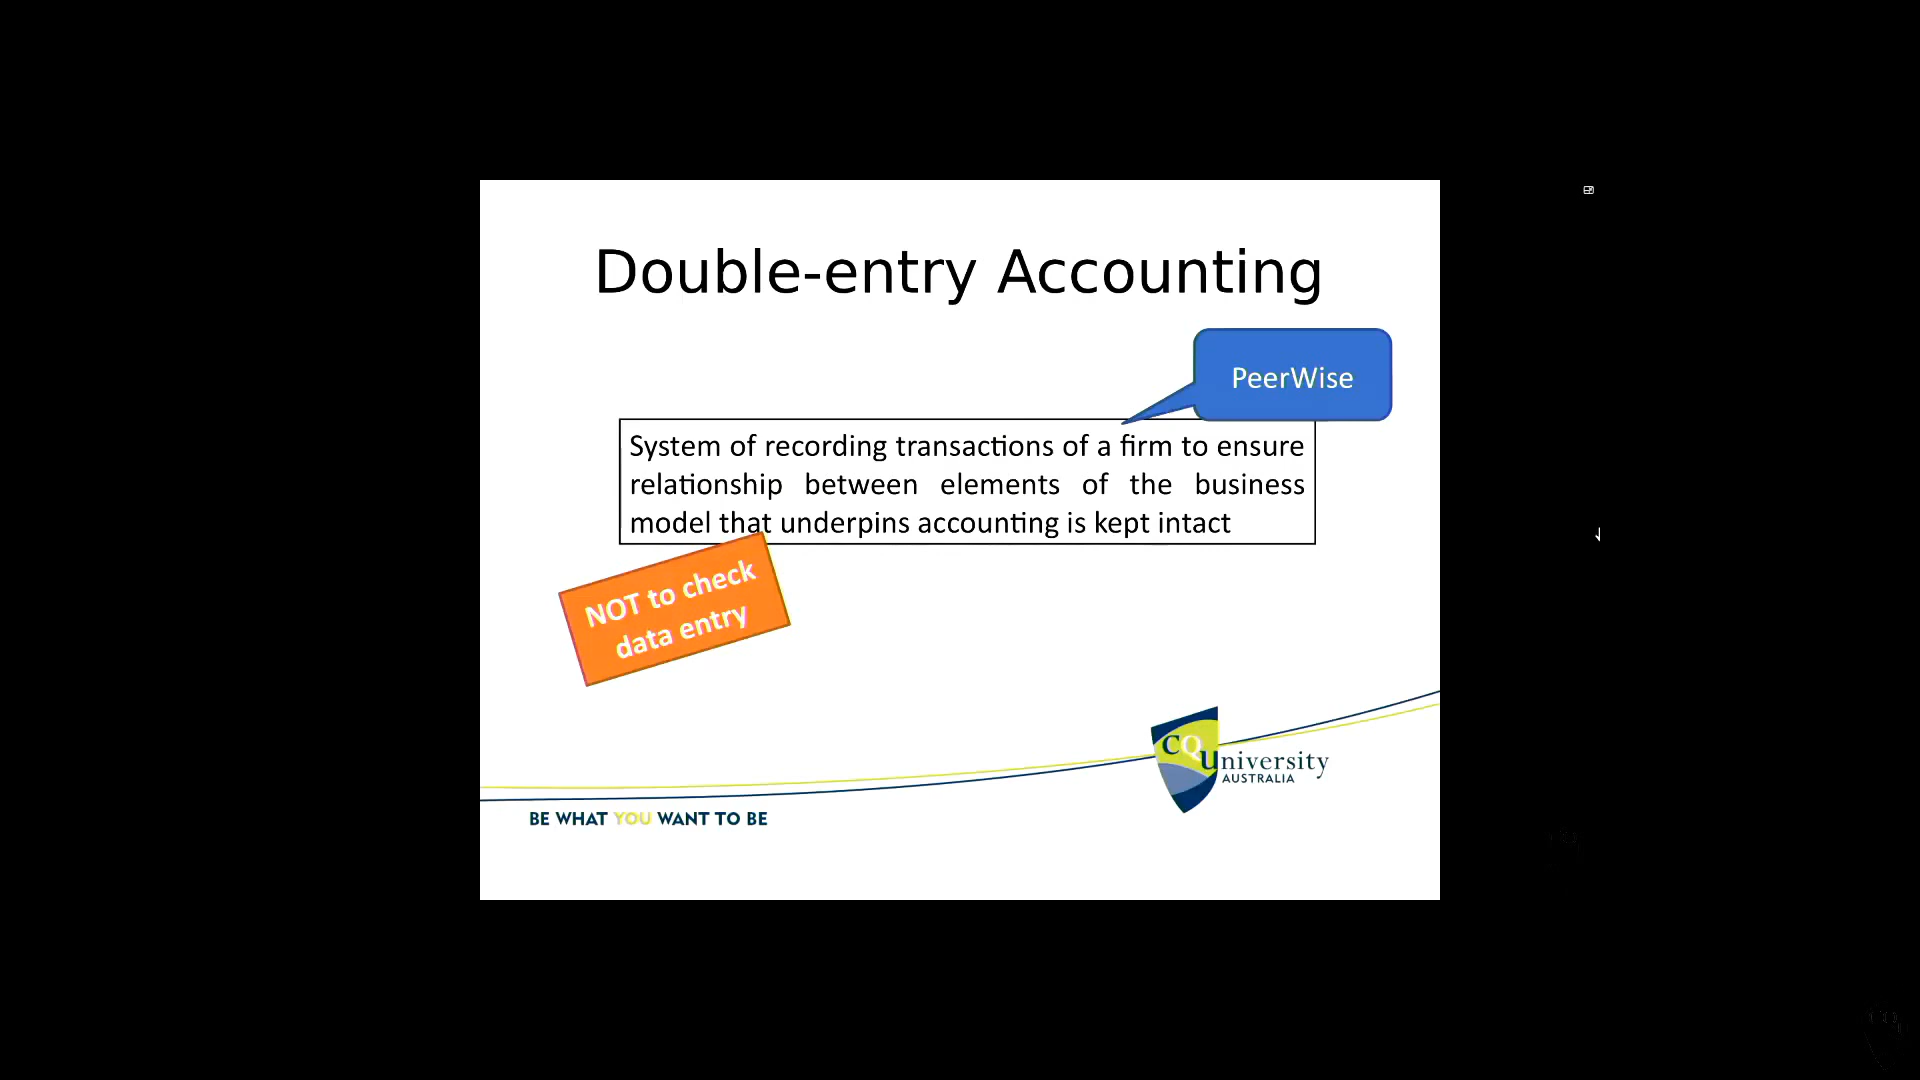 Double-entry Accounting
PeerWise
System of recording transactions of a firm to ensure
relationship between elements of the business
model that underpins accounting is kept intact
NOT to check
data entry
CQUniversity
AUSTRALIA
BE WHAT YOU WANT TO BE